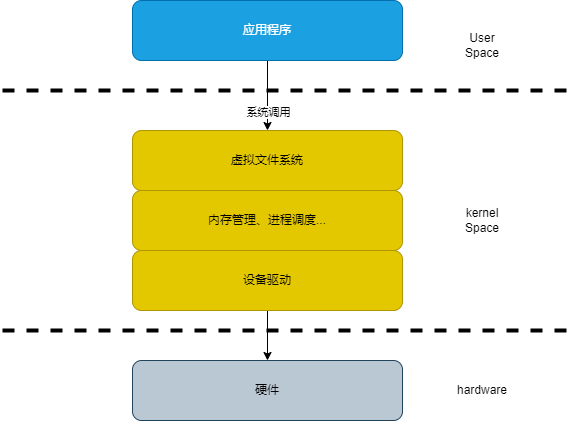 应用程序
User
Space
系统调用
虚拟文件系统
内存管理、进程调度...
kernel
Space
设备驱动
硬件
hardware